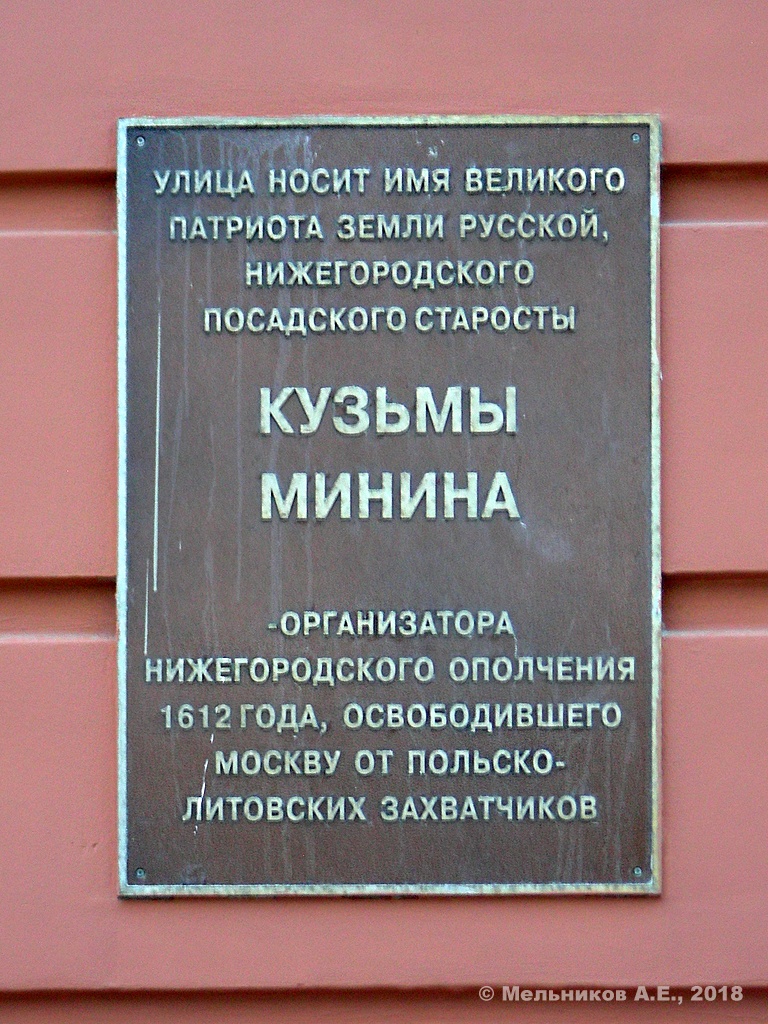 УЛИЦА НОСИТ ИМЯ ВЕЛИКОГО
ПАТРИОТА ЗЕМЛИ РУССКОЙ,
НИЖЕГОРОДСКОГО
ПОСАДСКОГО СТАРОСТЫ
КУЗЬМЫ
МИНИНА
-ОРГАНИЗАТОРА
НИЖЕГОРОДСКОГО ОПОЛЧЕНИЯ
1612 ГОДА, ОСВОБОДИВШЕГО
МОСКВУ ОТ ПОЛЬСКО-
ЛИТОВСКИХ ЗАХВАТЧИКОВ
© Мельников А.Е., 2018